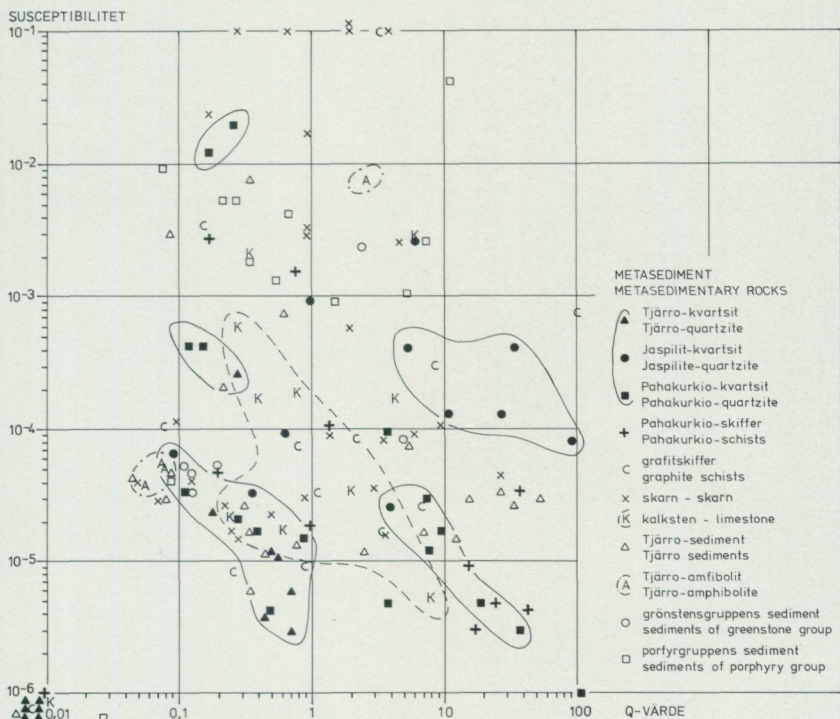 SUSCEPTIBILITET
10-1
10-2
10-3
10-4
10-5
10-6
0,01
0,1
1
10
100
Q-VÄRDE
METASEDIMENT
METASEDIMENTARY ROCKS
Tjärro-kvartsit
Tjärro-quartzite
Jaspilit-kvartsit
Jaspilite-quartzite
Pahakurkio-kvartsit
Pahakurkio-quartzite
Pahakurkio-skiffer
Pahakurkio-schists
C grafitskiffer
graphite schists
x skarn - skarn
K kalksten - limestone
Tjärro-sediment
Tjärro sediments
A Tjärro-amfibolit
Tjärro-amphibolite
grönstensgruppens sediment
sediments of greenstone group
porfyrgruppens sediment
sediments of porphyry group